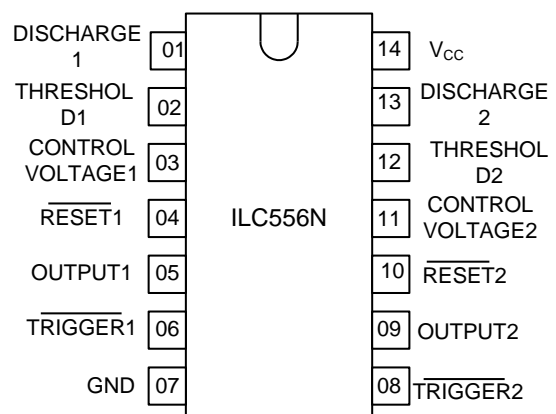 DISCHARGE
1
01
THRESHOL
D1
02
CONTROL
VOLTAGE1
03
RESET1
04
OUTPUT1
05
TRIGGER1
06
GND
07
ILC556N
14
VCC
13
DISCHARGE
2
12
THRESHOL
D2
11
CONTROL
VOLTAGE2
10
RESET2
09
OUTPUT2
08
TRIGGER2